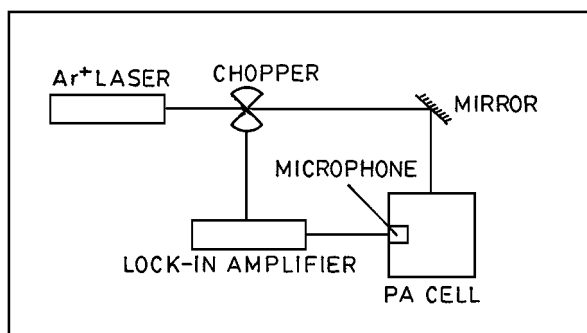 Ar+ LASER
CHOPPER
MIRROR
MICROPHONE
LOCK-IN AMPLIFIER
PA CELL